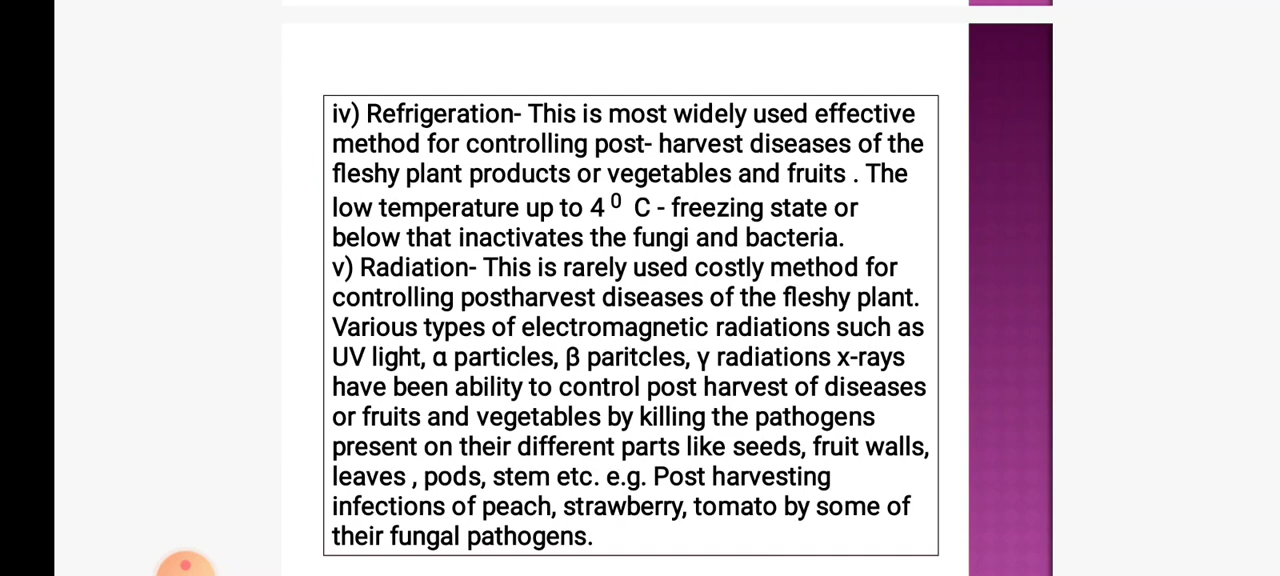 iv) Refrigeration- This is most widely used effective
method for controlling post- harvest diseases of the
fleshy plant products or vegetables and fruits . The
low temperature up to 4 ⁰ C - freezing state or
below that inactivates the fungi and bacteria.
v) Radiation- This is rarely used costly method for
controlling postharvest diseases of the fleshy plant.
Various types of electromagnetic radiations such as
UV light, α particles, β paritcles, γ radiations x-rays
have been ability to control post harvest of diseases
or fruits and vegetables by killing the pathogens
present on their different parts like seeds, fruit walls,
leaves , pods, stem etc. e.g. Post harvesting
infections of peach, strawberry, tomato by some of
their fungal pathogens.